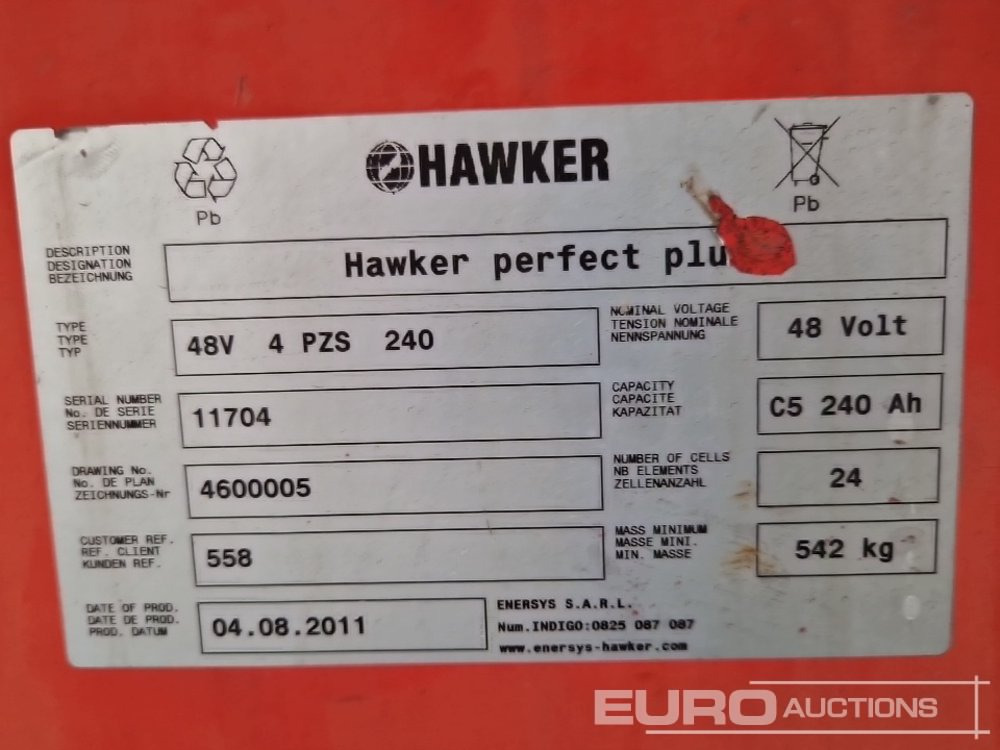 HAWKER
Pb
Pb
DESCRIPTION
DESIGNATION
BEZEICHNUNG
Hawker perfect plu
TYPE
TYPE
TYP
48V 4 PZS 240
NOMINAL VOLTAGE
TENSION NOMINALE
NENNSPANNUNG
48 Volt
SERIAL NUMBER
No. DE SERIE
SERIENNUMMER
11704
CAPACITY
CAPACITE
KAPAZITAT
C5 240 Ah
DRAWING No.
No. DE PLAN
ZEICHNUNGS-Nr
4600005
NUMBER OF CELLS
NB ELEMENTS
ZELLENANZAHL
24
CUSTOMER REF.
REF. CLIENT
KUNDEN REF.
558
MASS MINIMUM
MASSE MINI.
MIN. MASSE
542 kg
DATE OF PROD.
DATE DE PROD.
PROD. DATUM
04.08.2011
ENERSYS S.A.R.L.
Num.INDIGO:0825 087 087
www.enersys-hawker.com
EURO AUCTIONS